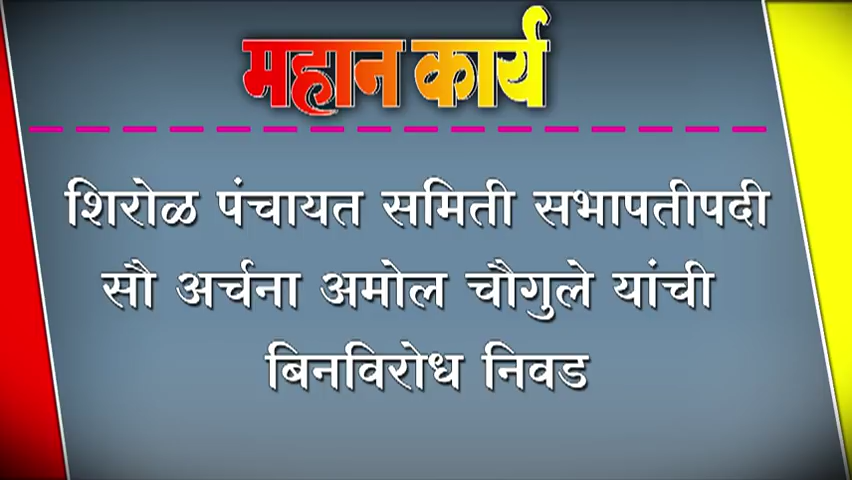 महान कार्य
शिरोळ पंचायत समिती सभापतीपदी
सौ अर्चना अमोल चौगुले यांची
बिनविरोध निवड